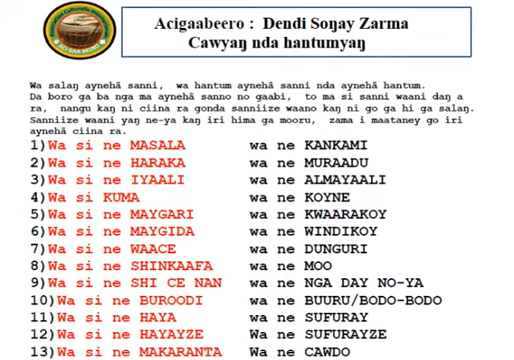 Acigaabeero : Dendi Soŋay Zarma
Cawyaŋ nda hantumyaŋ
Wa salaŋ aynehã sanni, wa hantum aynehã sanni nda aynehã hantum.
Da boro ga ba nga ma aynehã sanno no gaabi, to ma si sanni waani daŋ a
ra, nangu kaŋ ni ciina ra gonda sanniize waano kaŋ ni go ga hi ga salaŋ.
Sanniize waani yaŋ ne-ya kaŋ iri hima ga mooru, zama i maataney go iri
aynehã ciina ra.
1) Wa si ne MASALA wa ne KANKAMI
2) Wa si ne HARAKA wa ne MURAADU
3) Wa si ne IYAALI wa ne ALMAYAALI
4) Wa si KUMA wa ne KOYNE
5) Wa si ne MAYGARI wa ne KWAARAKOY
6) Wa si ne MAYGIDA wa ne WINDIKOY
7) Wa si ne WAACE wa ne DUNGURI
8) Wa si ne SHINKAAFA wa ne MOO
9) Wa si ne SHI CE NAN wa ne NGA DAY NO-YA
10) Wa si ne BUROODI wa ne BUURU/BODO-BODO
11) Wa si ne HAYA wa ne SUFURAY
12) Wa si ne HAYAYZE wa ne SUFURAYZE
13) Wa si ne MAKARANTA wa ne CAWDO